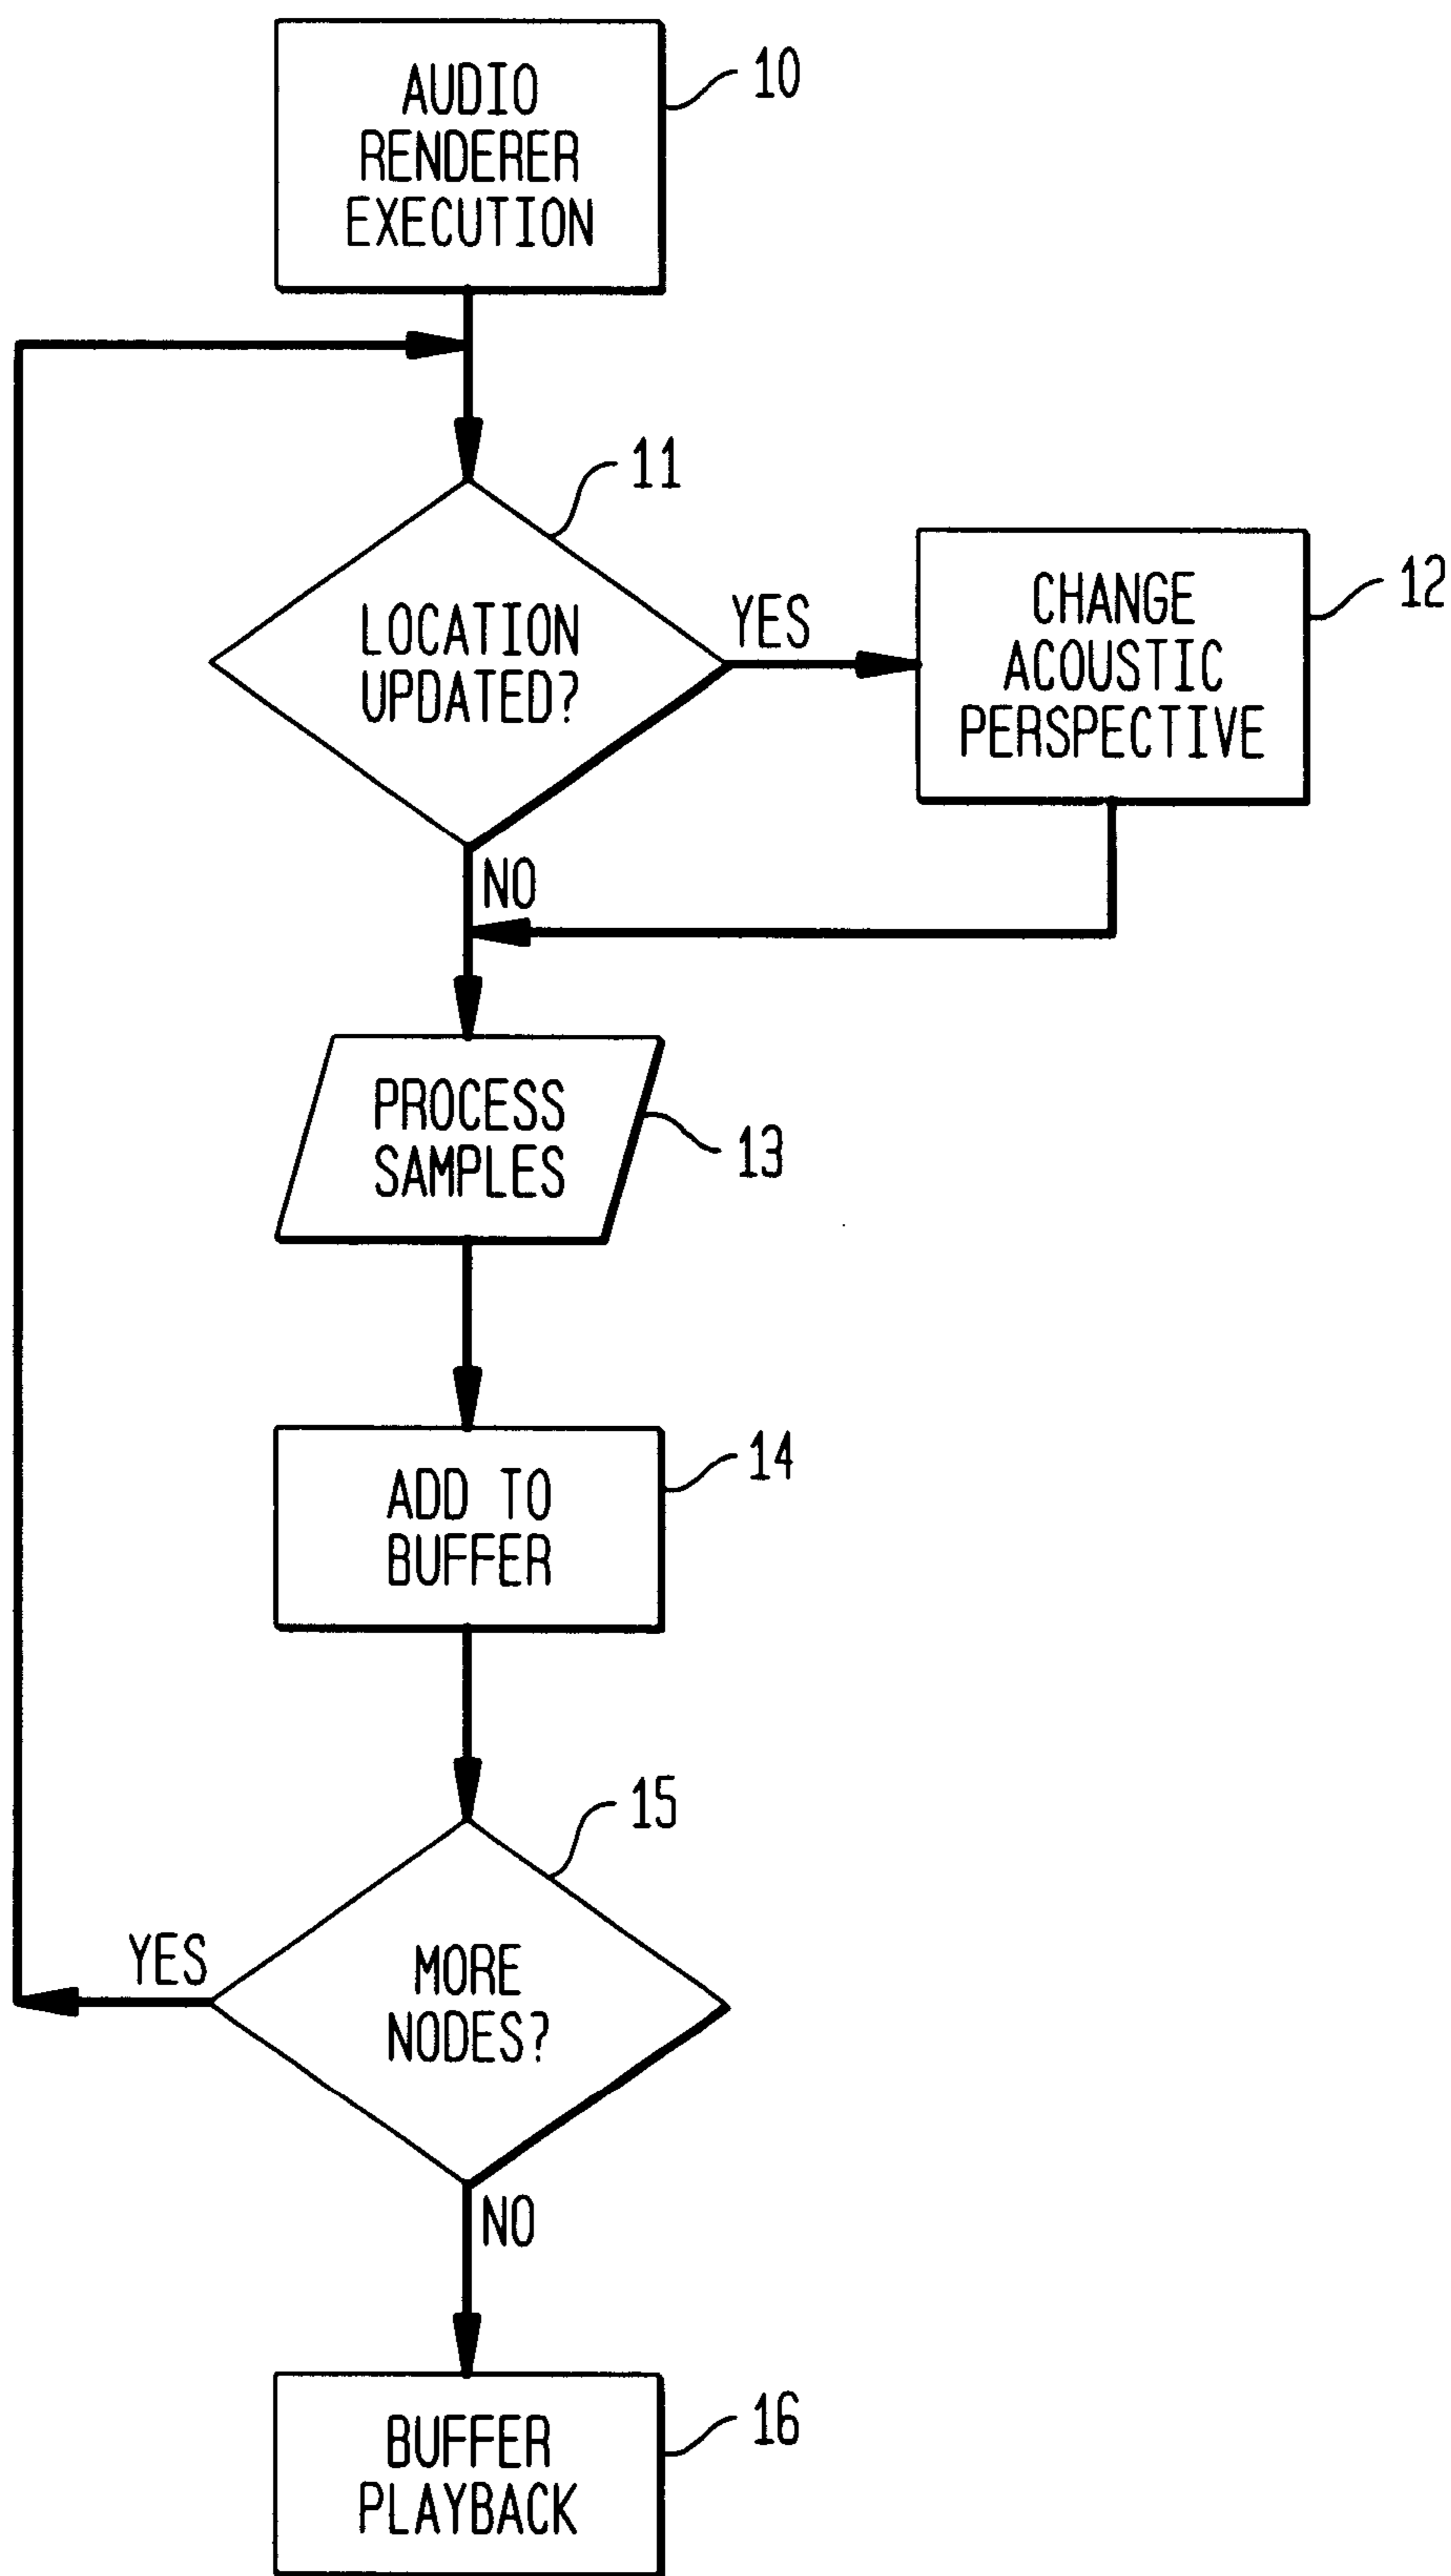 AUDIO
RENDERER
EXECUTION
10
11
LOCATION
UPDATED?
YES
CHANGE
ACOUSTIC
PERSPECTIVE
12
NO
PROCESS
SAMPLES
13
ADD TO
BUFFER
14
15
MORE
NODES?
YES
NO
BUFFER
PLAYBACK
16